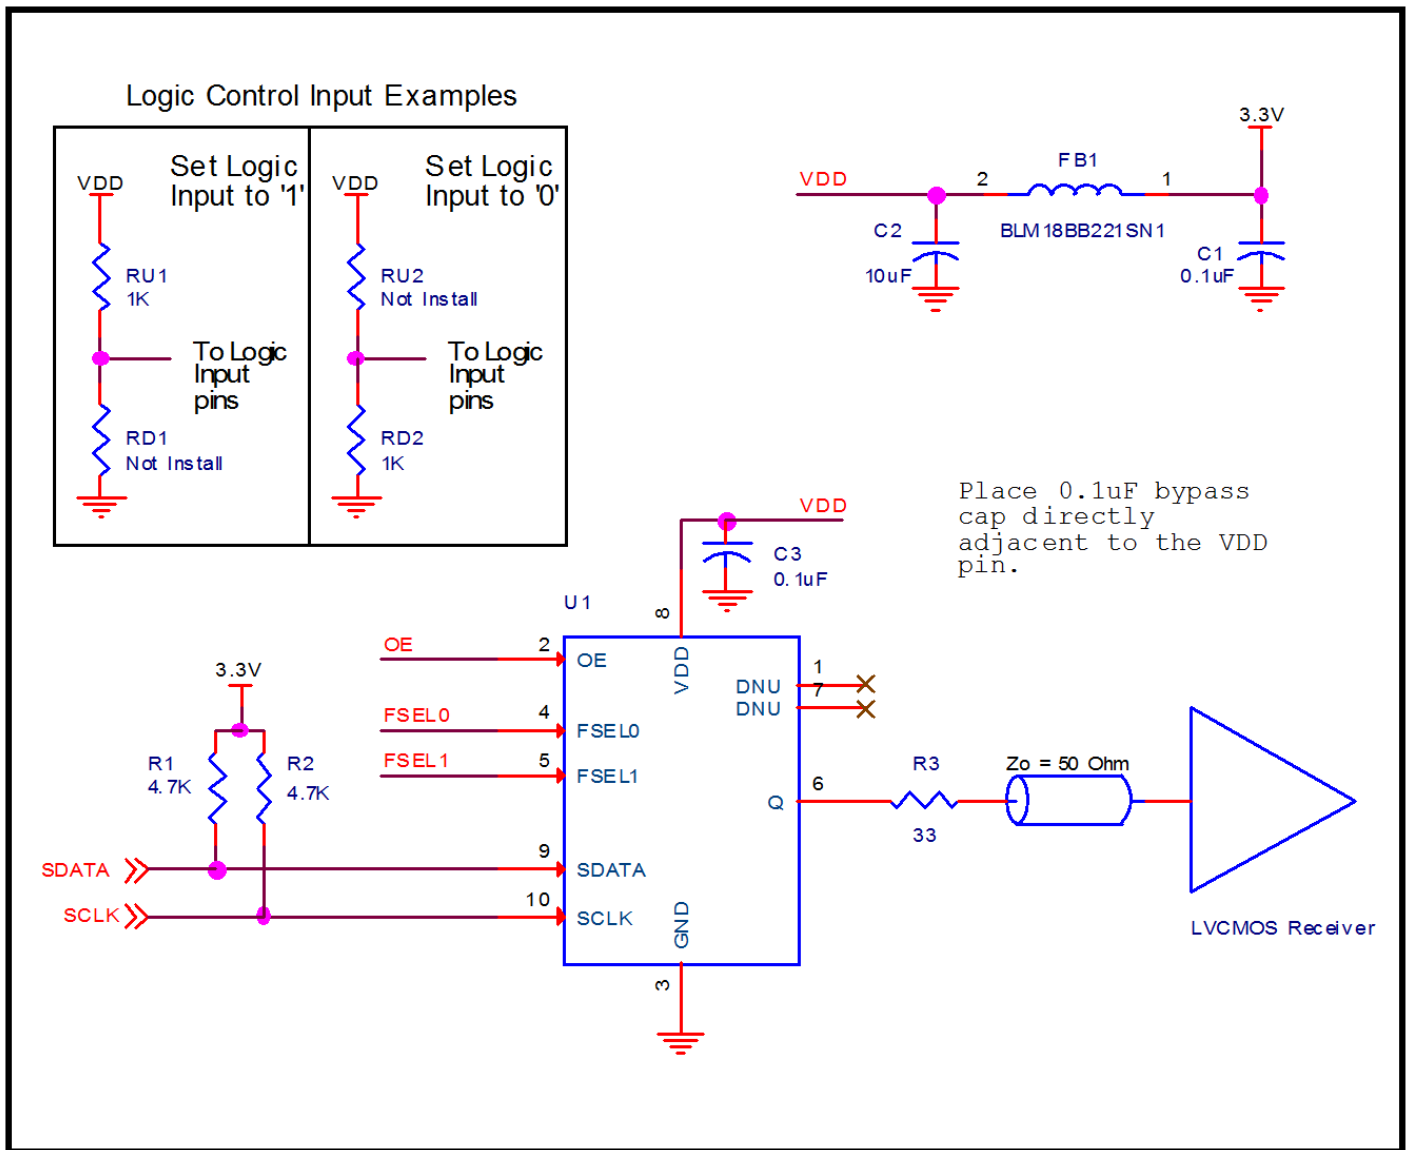 Logic Control Input Examples
Set Logic
Input to '1'
VDD
RU1
1K
To Logic
Input
pins
RD1
Not Install
Set Logic
Input to '0'
VDD
RU2
Not Install
To Logic
Input
pins
RD2
1K
3.3V
FB1
VDD
2
1
BLM18BB221SN1
C2
10uF
C1
0.1uF
Place 0.1uF bypass
cap directly
adjacent to the VDD
pin.
VDD
C3
0.1uF
U1
8
VDD
OE
2
OE
FSEL0
4
FSEL0
FSEL1
5
FSEL1
3.3V
R1
4.7K
R2
4.7K
SDATA
9
SDATA
SCLK
10
SCLK
GND
3
DNU
1
DNU
7
Q
6
R3
33
Zo = 50 Ohm
LVCMOS Receiver